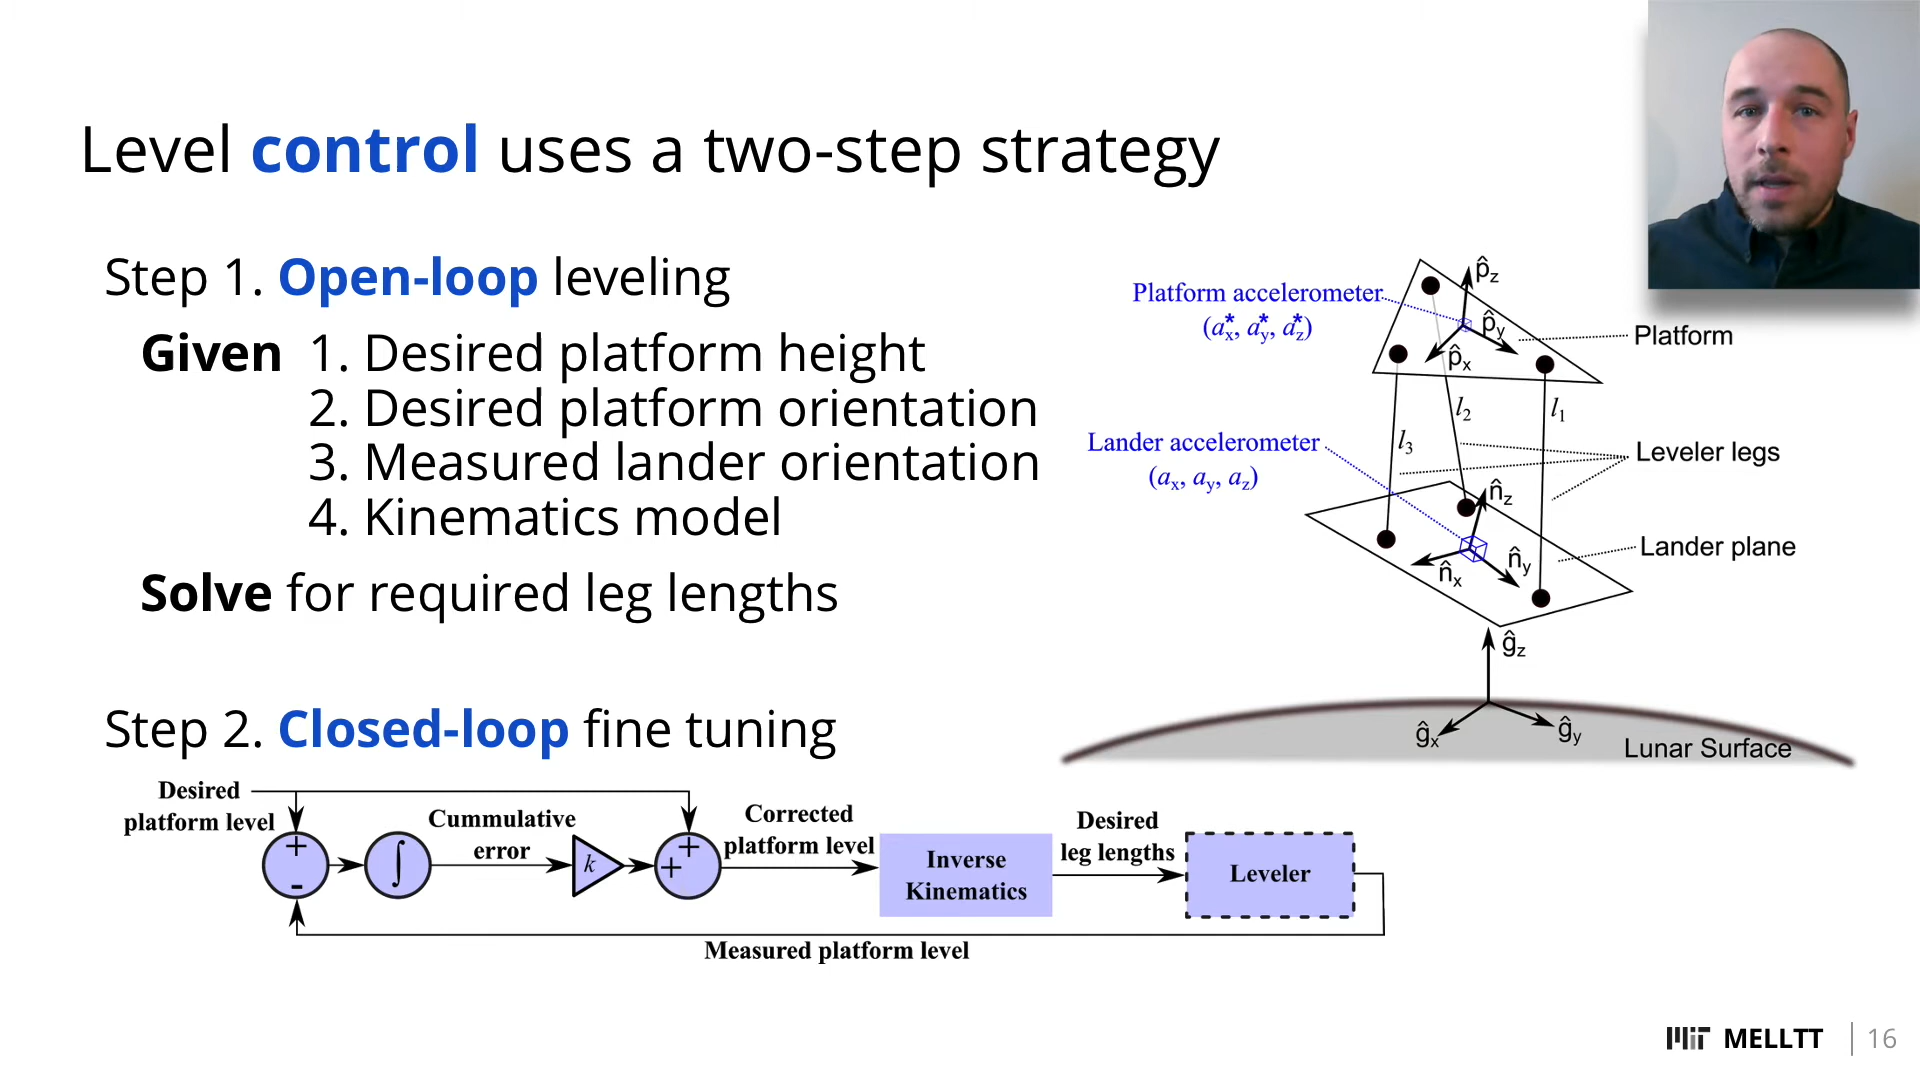 Level control uses a two-step strategy
Step 1. Open-loop leveling
Given 1. Desired platform height
2. Desired platform orientation
3. Measured lander orientation
4. Kinematics model
Solve for required leg lengths
Platform accelerometer
(a*x, a*y, a*z)
p̂z
p̂y
p̂x
Platform
l2
l1
l3
Lander accelerometer
(ax, ay, az)
Leveler legs
n̂z
n̂y
n̂x
Lander plane
ĝz
ĝx
ĝy
Lunar Surface
Step 2. Closed-loop fine tuning
Desired
platform level
+
-
∫
Cummulative
error
k
+
+
Corrected
platform level
Inverse
Kinematics
Desired
leg lengths
Leveler
Measured platform level
MIT MELLTT 16